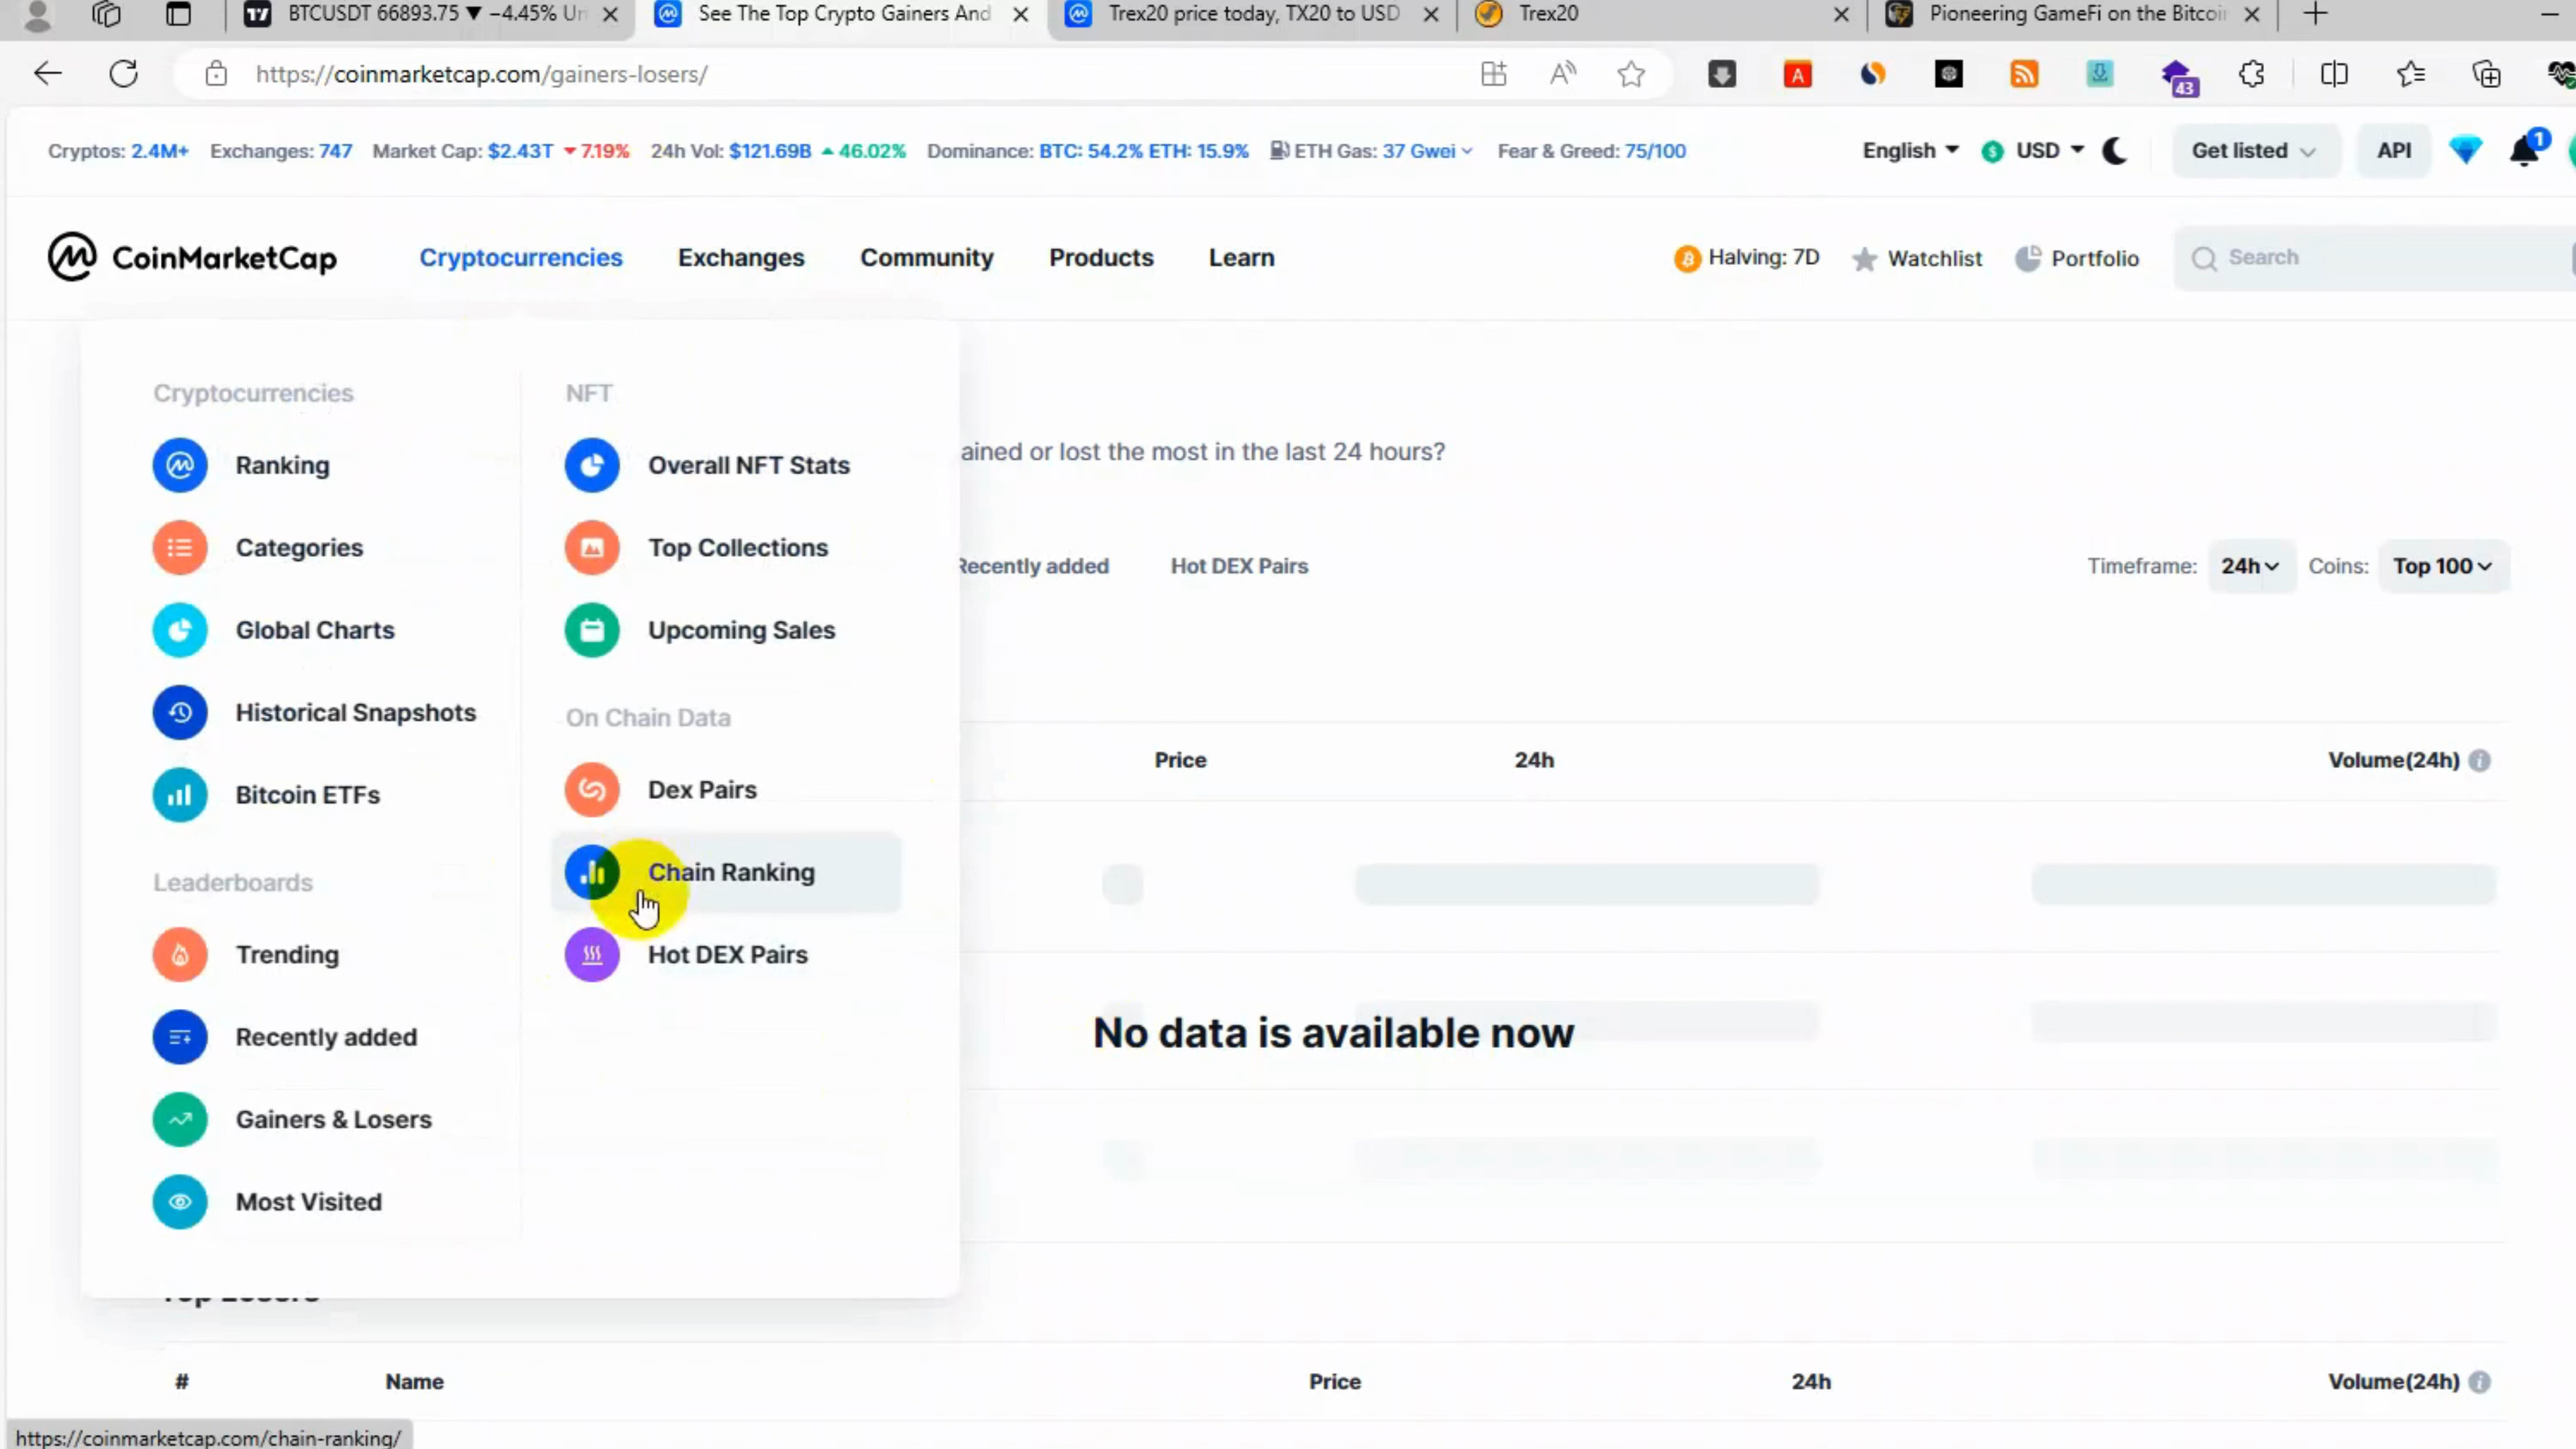 BTCUSDT 66893.75 ▼ −4.45% Un
See The Top Crypto Gainers And
Trex20 price today, TX20 to USD
Trex20
Pioneering GameFi on the Bitcoin
https://coinmarketcap.com/gainers-losers/
A
43
Cryptos: 2.4M+ Exchanges: 747 Market Cap: $2.43T ▼ 7.19% 24h Vol: $121.69B ▲ 46.02% Dominance: BTC: 54.2% ETH: 15.9% ETH Gas: 37 Gwei Fear & Greed: 75/100
English USD Get listed API 1
CoinMarketCap
Cryptocurrencies Exchanges Community Products Learn
Halving: 7D Watchlist Portfolio Search
Cryptocurrencies
Ranking
Categories
Global Charts
Historical Snapshots
Bitcoin ETFs
Leaderboards
Trending
Recently added
Gainers & Losers
Most Visited
NFT
Overall NFT Stats
Top Collections
Upcoming Sales
On Chain Data
Dex Pairs
Chain Ranking
Hot DEX Pairs
ained or lost the most in the last 24 hours?
Recently added Hot DEX Pairs
Timeframe: 24h Coins: Top 100
Price 24h Volume(24h)
No data is available now
Top Losers
# Name Price 24h Volume(24h)
https://coinmarketcap.com/chain-ranking/